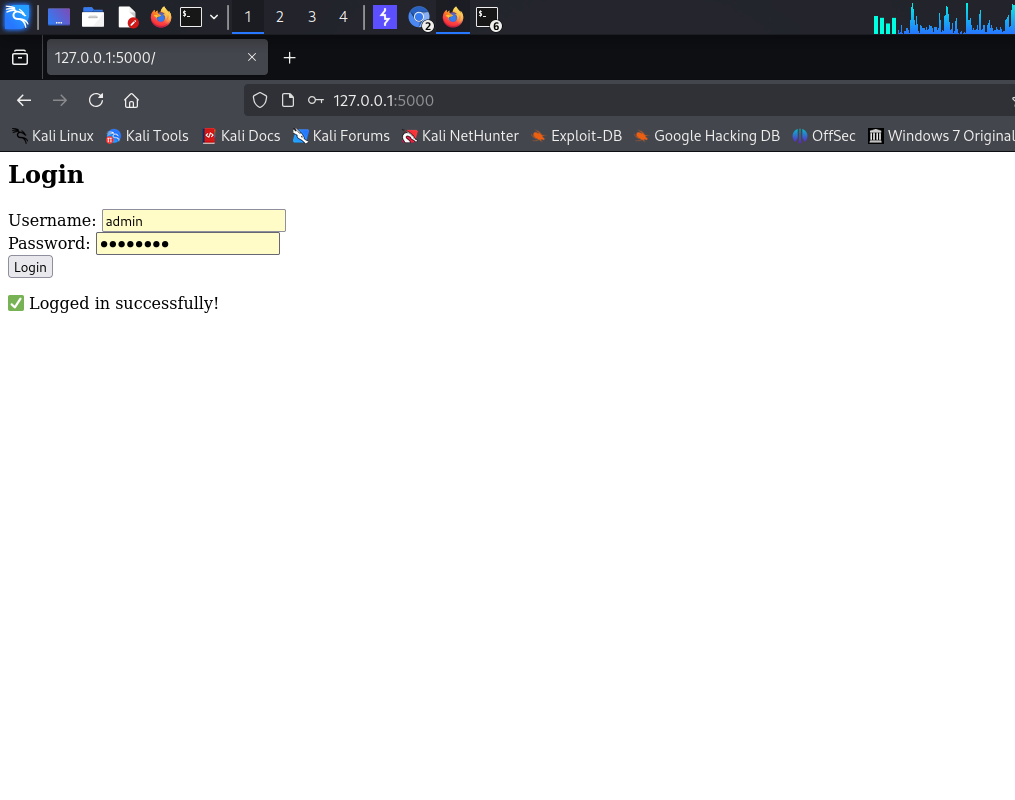 1 2 3 4 2 6
127.0.0.1:5000/
127.0.0.1:5000
Kali Linux Kali Tools Kali Docs Kali Forums Kali NetHunter Exploit-DB Google Hacking DB OffSec Windows 7 Original
Login
Username: admin
Password: ●●●●●●●●
Login
✅ Logged in successfully!